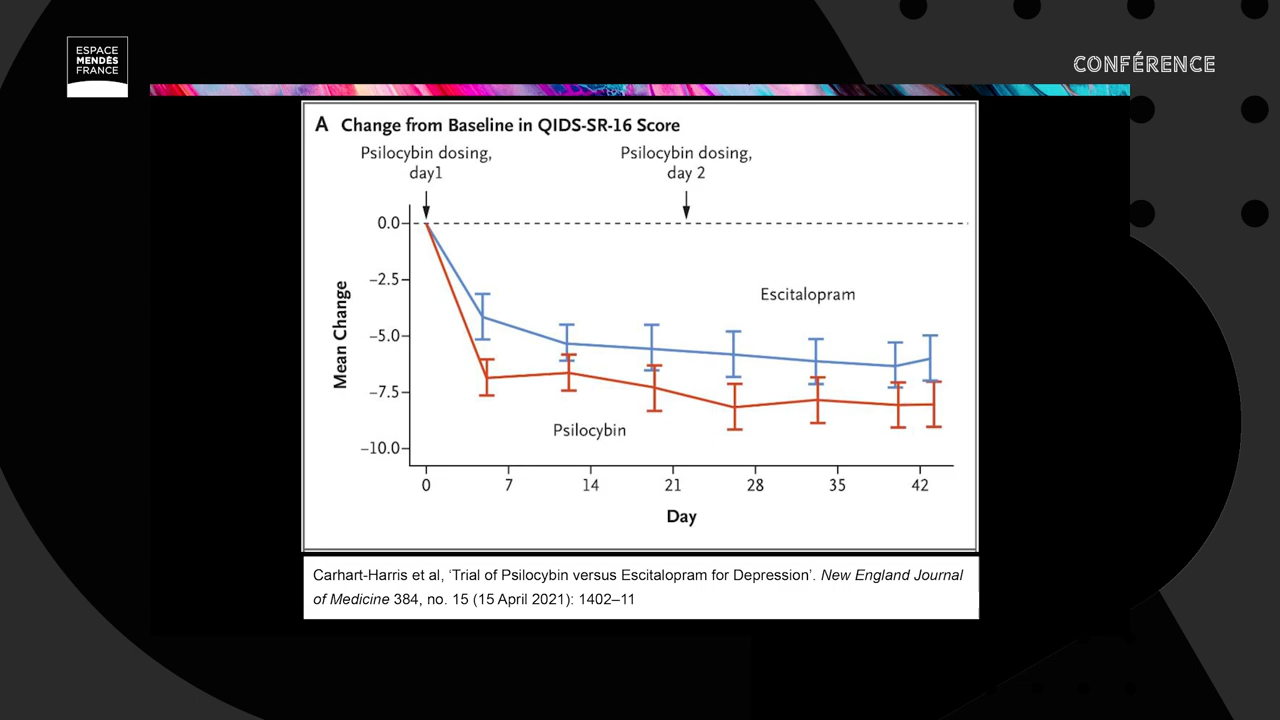 ESPACE
MENDÈS
FRANCE
CONFÉRENCE
A Change from Baseline in QIDS-SR-16 Score
Psilocybin dosing,
day1
Psilocybin dosing,
day 2
0.0
−2.5
−5.0
−7.5
−10.0
Mean Change
Escitalopram
Psilocybin
0 7 14 21 28 35 42
Day
Carhart-Harris et al, ‘Trial of Psilocybin versus Escitalopram for Depression’. New England Journal
of Medicine 384, no. 15 (15 April 2021): 1402–11